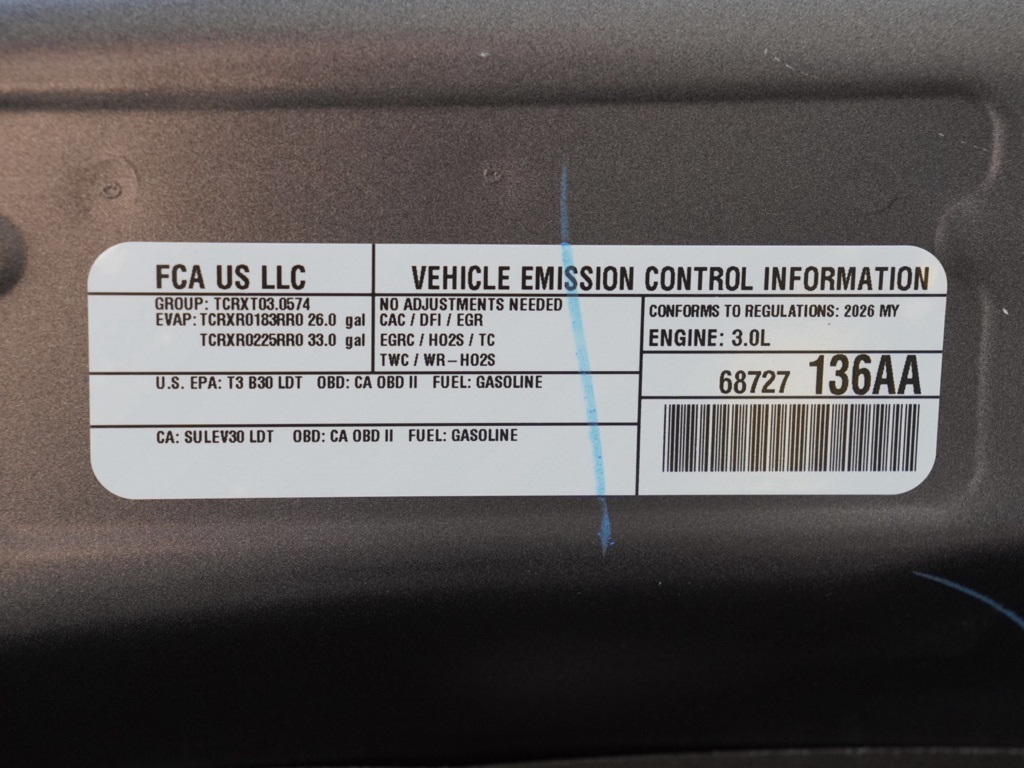 FCA US LLC
VEHICLE EMISSION CONTROL INFORMATION
GROUP: TCRXT03.0574
EVAP: TCRXR0183RR0 26.0 gal
TCRXR0225RR0 33.0 gal
NO ADJUSTMENTS NEEDED
CAC / DFI / EGR
EGRC / HO2S / TC
TWC / WR-HO2S
CONFORMS TO REGULATIONS: 2026 MY
ENGINE: 3.0L
68727 136AA
U.S. EPA: T3 B30 LDT OBD: CA OBD II FUEL: GASOLINE
CA: SULEV30 LDT OBD: CA OBD II FUEL: GASOLINE